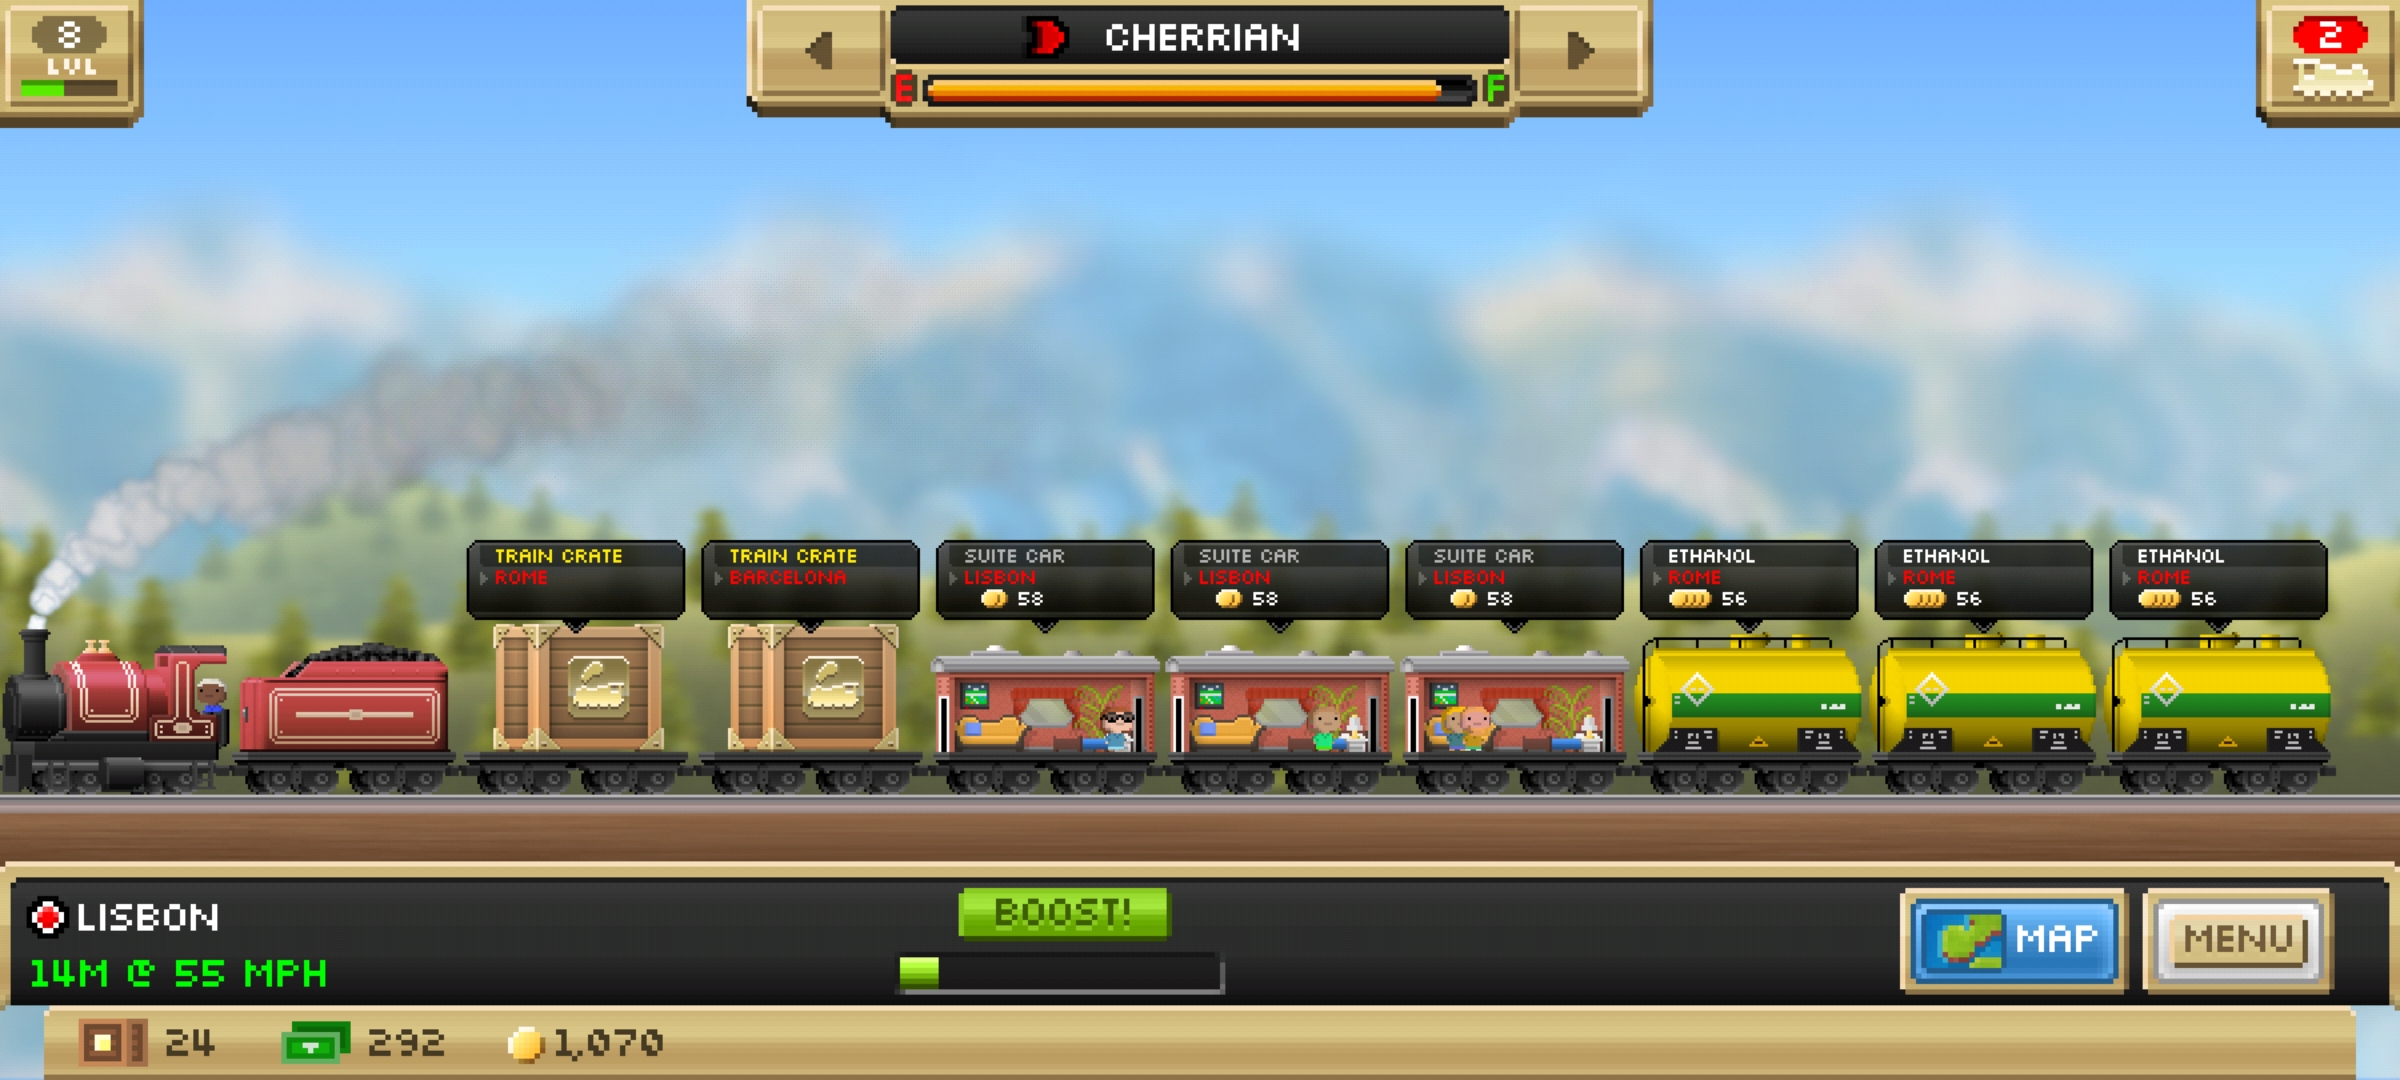 8
LVL
CHERRIAN
E F
2
TRAIN CRATE
ROME
TRAIN CRATE
BARCELONA
SUITE CAR
LISBON
58
SUITE CAR
LISBON
58
SUITE CAR
LISBON
58
ETHANOL
ROME
56
ETHANOL
ROME
56
ETHANOL
ROME
56
LISBON
14M @ 55 MPH
BOOST!
MAP
MENU
24
292
1,070